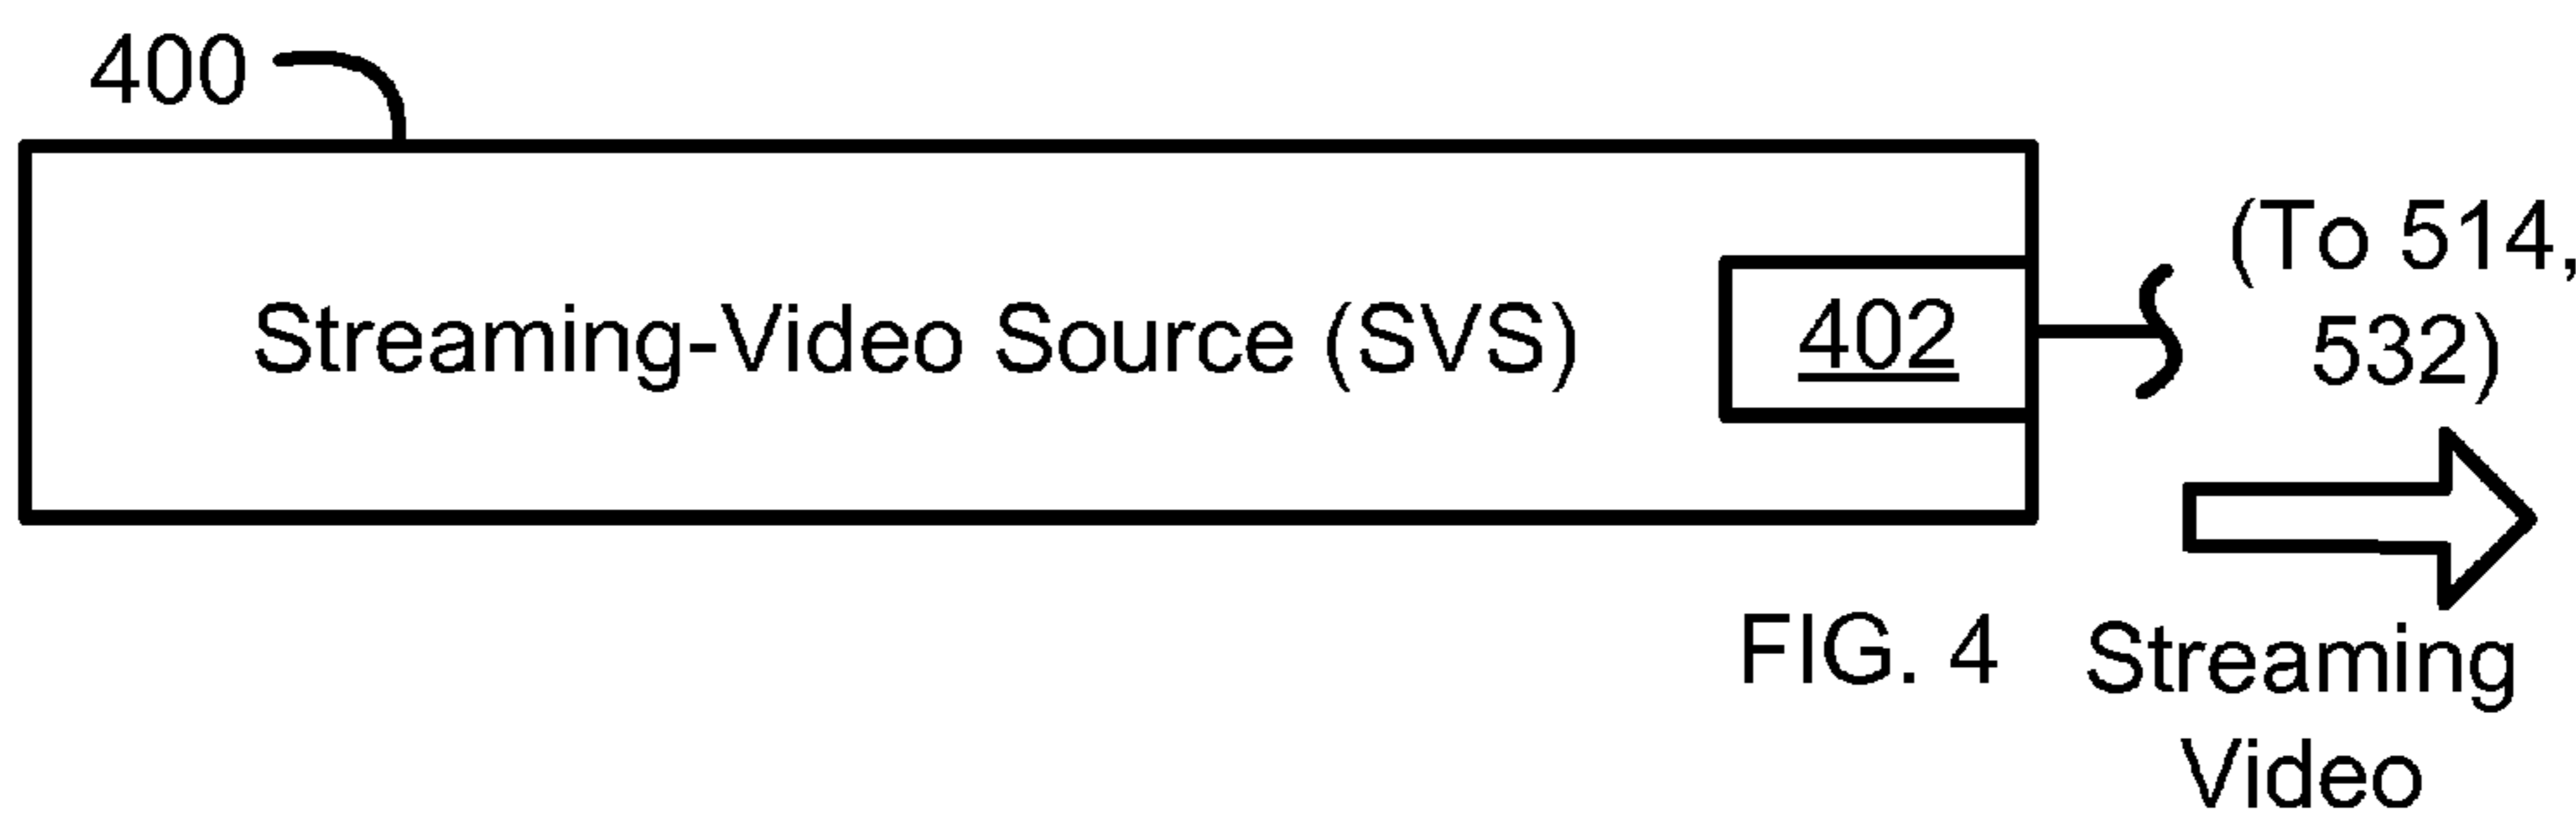 400
(To 514,
532)
Streaming-Video Source (SVS)
402
FIG. 4
Streaming
Video